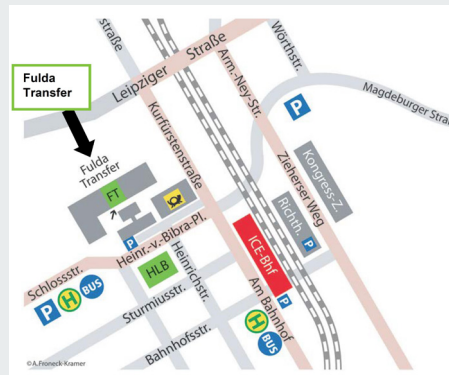 Fulda
Transfer
straße
Leipziger Straße
Wörthstr.
Arm.-Ney-Str.
Kurfürstenstraße
Magdeburger Stra
P
Fulda
Transfer
FT
Zieherser Weg
Kongress-Z.
Richth.
P
ICE-Bhf
P
Heinr.-v.-Bibra-Pl.
HLB
Heinrichstr.
Schlossstr.
P
H
BUS
Sturmiusstr.
Am Bahnhof
P
H
BUS
Bahnhofsstr.
©A.Froneck-Kramer